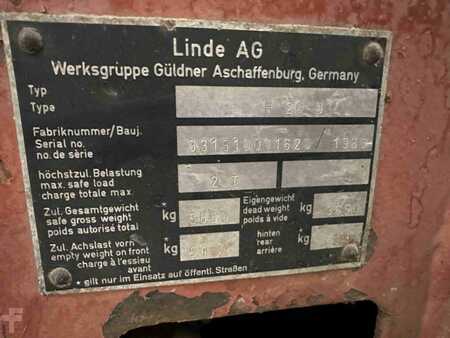 Linde AG
Werksgruppe Güldner Aschaffenburg, Germany
Typ
Type
H 20
Fabriknummer/Bauj.
Serial no.
no. de sèrie
höchstzul. Belastung
max. safe load
charge totale max.
2 T
Zul. Gesamtgewicht
safe gross weight
poids autorisé total
kg
Eigengewicht
dead weight
poids à vide
kg
Zul. Achslast vorn
empty weight on front
charge à l'essieu
avant
kg
hinten
rear
arrière
kg
* gilt nur im Einsatz auf öffentl. Straßen